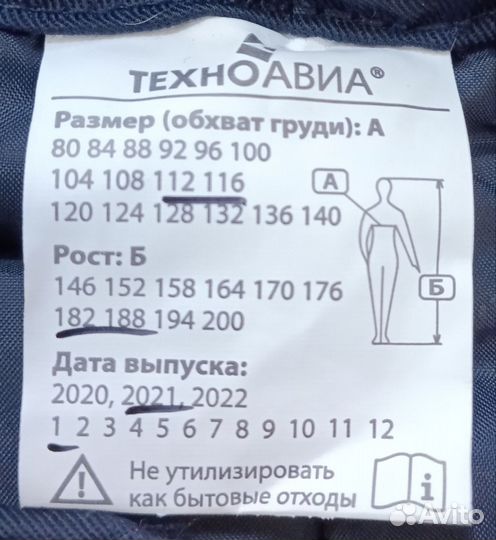 ТЕХНОАВИА®
Размер (обхват груди): А
80 84 88 92 96 100
104 108 112 116
120 124 128 132 136 140
А
Рост: Б
146 152 158 164 170 176
182 188 194 200
Б
Дата выпуска:
2020, 2021, 2022
1 2 3 4 5 6 7 8 9 10 11 12
Не утилизировать
как бытовые отходы
Avito